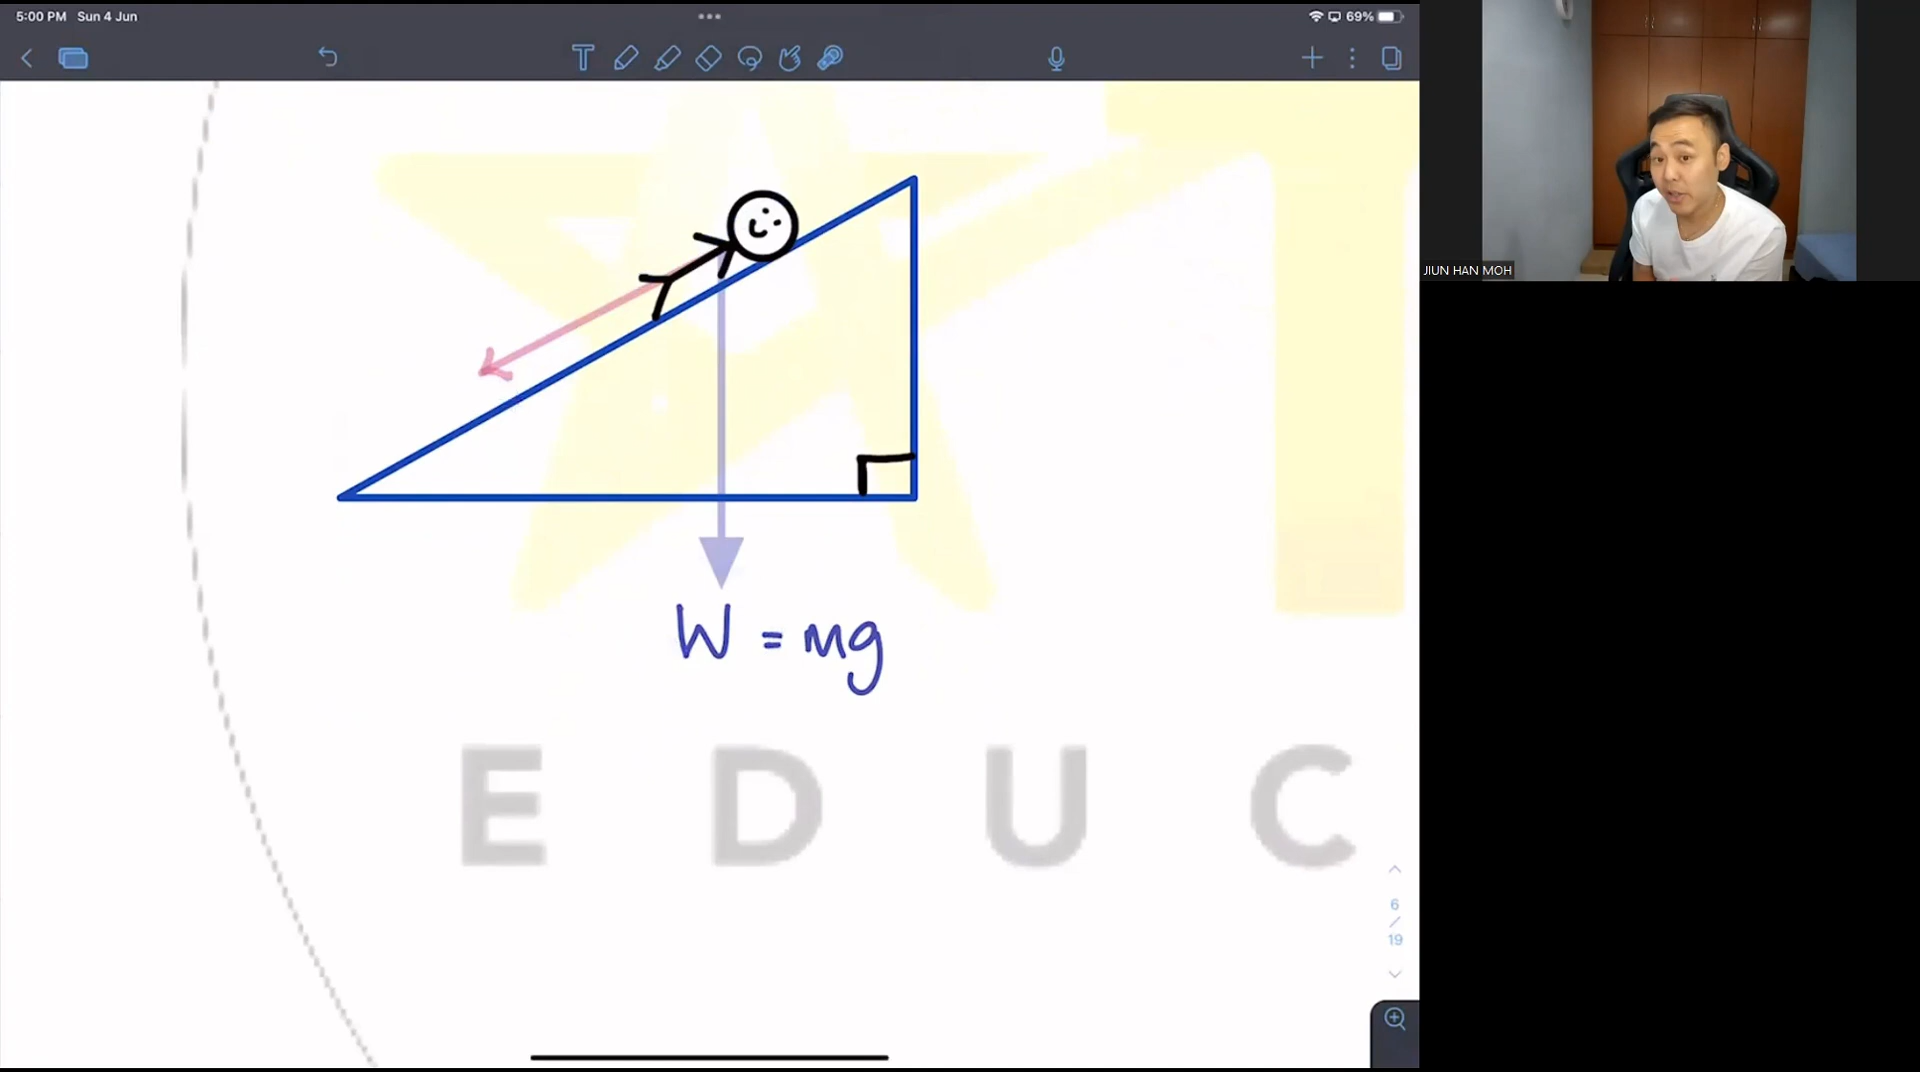 5:00 PM Sun 4 Jun
69%
JIUN HAN MOH
W = mg
E D U C
6
/
19